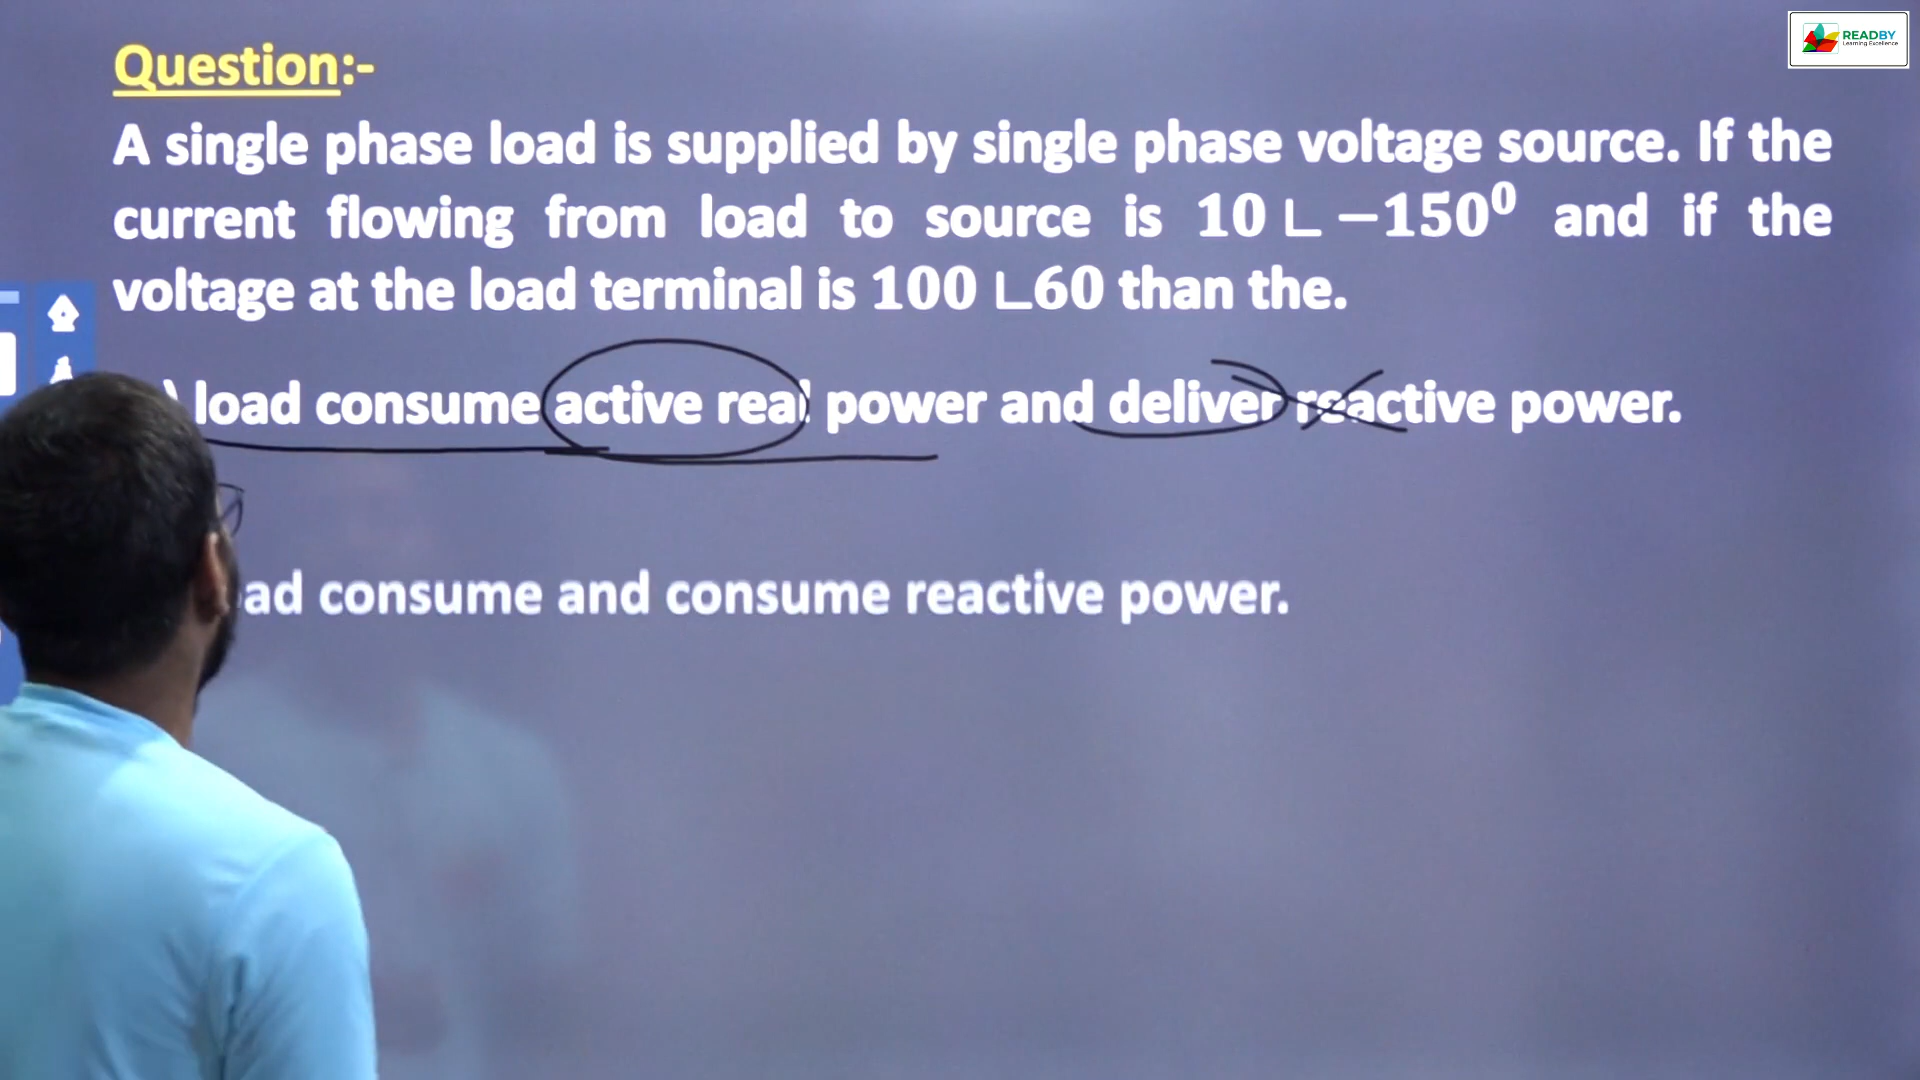 READBY
Learning Excellence
Question:-
A single phase load is supplied by single phase voltage source. If the
current flowing from load to source is 10∟−150⁰ and if the
voltage at the load terminal is 100 ∟60 than the.
) load consume active real power and deliver reactive power.
consume and consume reactive power.